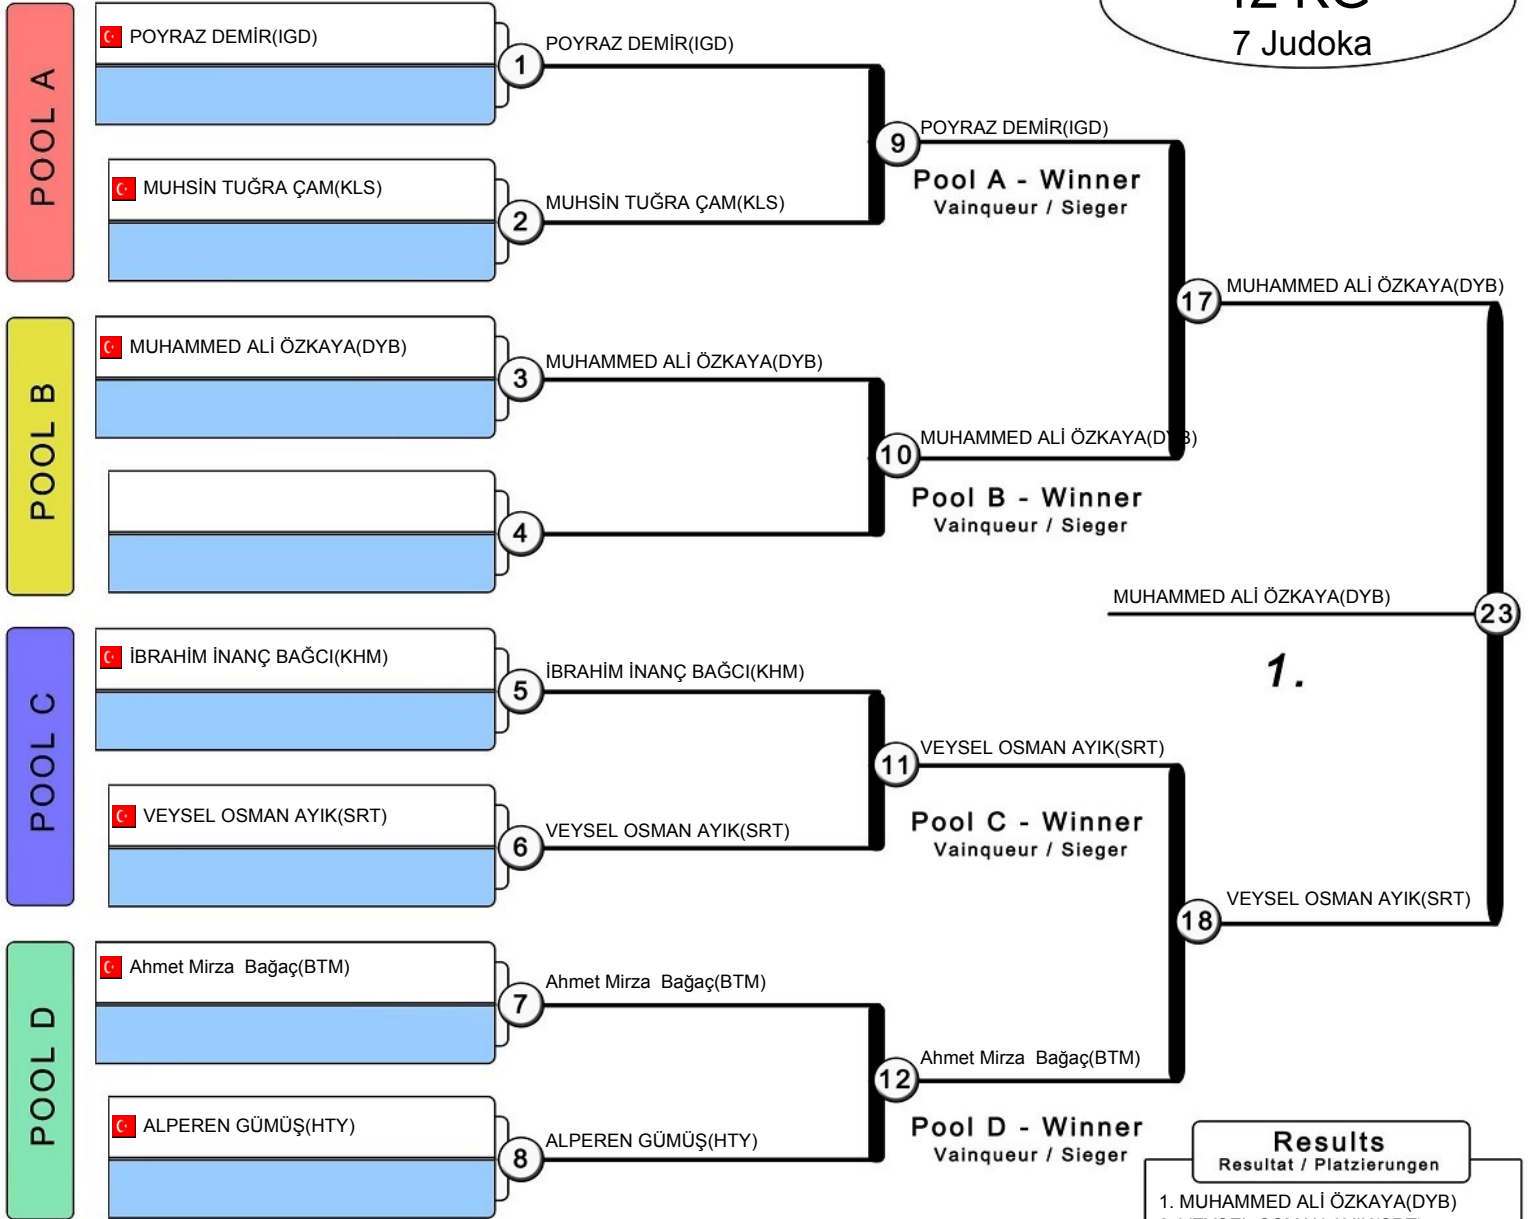 7 Judoka
POOL A
POYRAZ DEMİR(IGD)
1
POYRAZ DEMİR(IGD)
MUHSİN TUĞRA ÇAM(KLS)
2
MUHSİN TUĞRA ÇAM(KLS)
9
POYRAZ DEMİR(IGD)
Pool A - Winner
Vainqueur / Sieger
POOL B
MUHAMMED ALİ ÖZKAYA(DYB)
3
MUHAMMED ALİ ÖZKAYA(DYB)
4
10
MUHAMMED ALİ ÖZKAYA(DYB)
Pool B - Winner
Vainqueur / Sieger
17
MUHAMMED ALİ ÖZKAYA(DYB)
MUHAMMED ALİ ÖZKAYA(DYB)
23
1.
POOL C
İBRAHİM İNANÇ BAĞCI(KHM)
5
İBRAHİM İNANÇ BAĞCI(KHM)
VEYSEL OSMAN AYIK(SRT)
6
VEYSEL OSMAN AYIK(SRT)
11
VEYSEL OSMAN AYIK(SRT)
Pool C - Winner
Vainqueur / Sieger
18
VEYSEL OSMAN AYIK(SRT)
POOL D
Ahmet Mirza  Bağaç(BTM)
7
Ahmet Mirza  Bağaç(BTM)
ALPEREN GÜMÜŞ(HTY)
8
ALPEREN GÜMÜŞ(HTY)
12
Ahmet Mirza  Bağaç(BTM)
Pool D - Winner
Vainqueur / Sieger
Results
Resultat / Platzierungen
1. MUHAMMED ALİ ÖZKAYA(DYB)